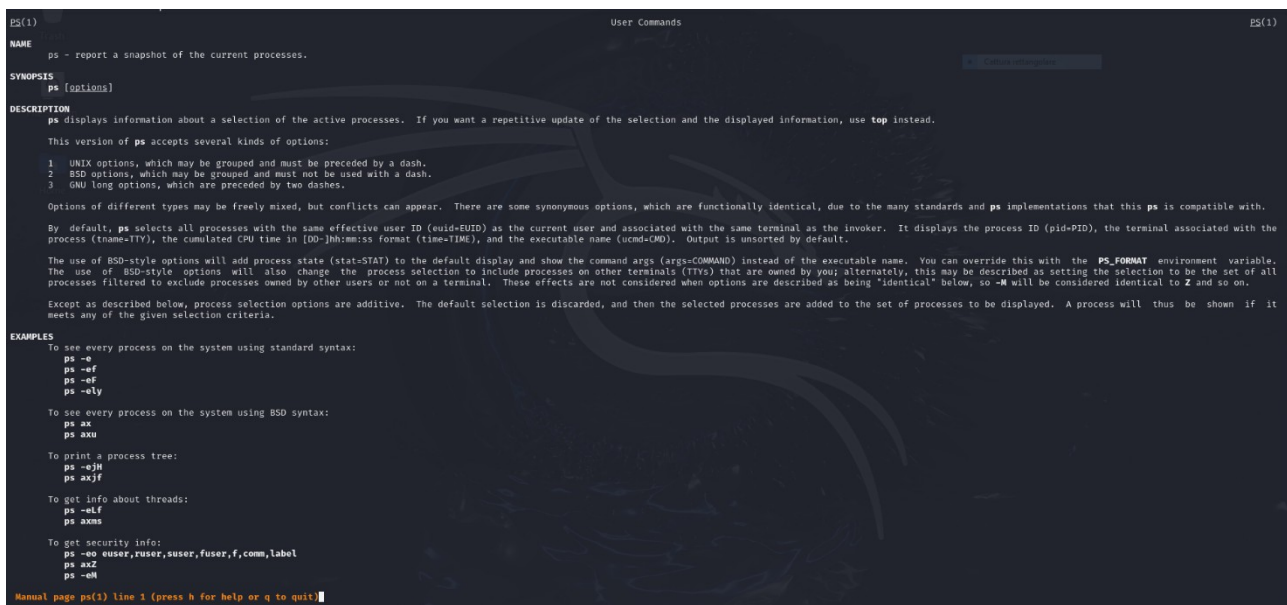 PS(1) User Commands PS(1)
NAME
ps - report a snapshot of the current processes.
SYNOPSIS
ps [options]
DESCRIPTION
ps displays information about a selection of the active processes. If you want a repetitive update of the selection and the displayed information, use top instead.
This version of ps accepts several kinds of options:
1 UNIX options, which may be grouped and must be preceded by a dash.
2 BSD options, which may be grouped and must not be used with a dash.
3 GNU long options, which are preceded by two dashes.
Options of different types may be freely mixed, but conflicts can appear. There are some synonymous options, which are functionally identical, due to the many standards and ps implementations that this ps is compatible with.
By default, ps selects all processes with the same effective user ID (euid=EUID) as the current user and associated with the same terminal as the invoker. It displays the process ID (pid=PID), the terminal associated with the
process (tname=TTY), the cumulated CPU time in [DD-]hh:mm:ss format (time=TIME), and the executable name (ucmd=CMD). Output is unsorted by default.
The use of BSD-style options will add process state (stat=STAT) to the default display and show the command args (args=COMMAND) instead of the executable name. You can override this with the PS_FORMAT environment variable.
The use of BSD-style options will also change the process selection to include processes on other terminals (TTYs) that are owned by you; alternately, this may be described as setting the selection to be the set of all
processes filtered to exclude processes owned by other users or not on a terminal. These effects are not considered when options are described as being "identical" below, so -M will be considered identical to Z and so on.
Except as described below, process selection options are additive. The default selection is discarded, and then the selected processes are added to the set of processes to be displayed. A process will thus be shown if it
meets any of the given selection criteria.
EXAMPLES
To see every process on the system using standard syntax:
ps -e
ps -ef
ps -eF
ps -ely
To see every process on the system using BSD syntax:
ps ax
ps axu
To print a process tree:
ps -ejH
ps axjf
To get info about threads:
ps -eLf
ps axms
To get security info:
ps -eo euser,ruser,suser,fuser,f,comm,label
ps axZ
ps -eM
Manual page ps(1) line 1 (press h for help or q to quit)